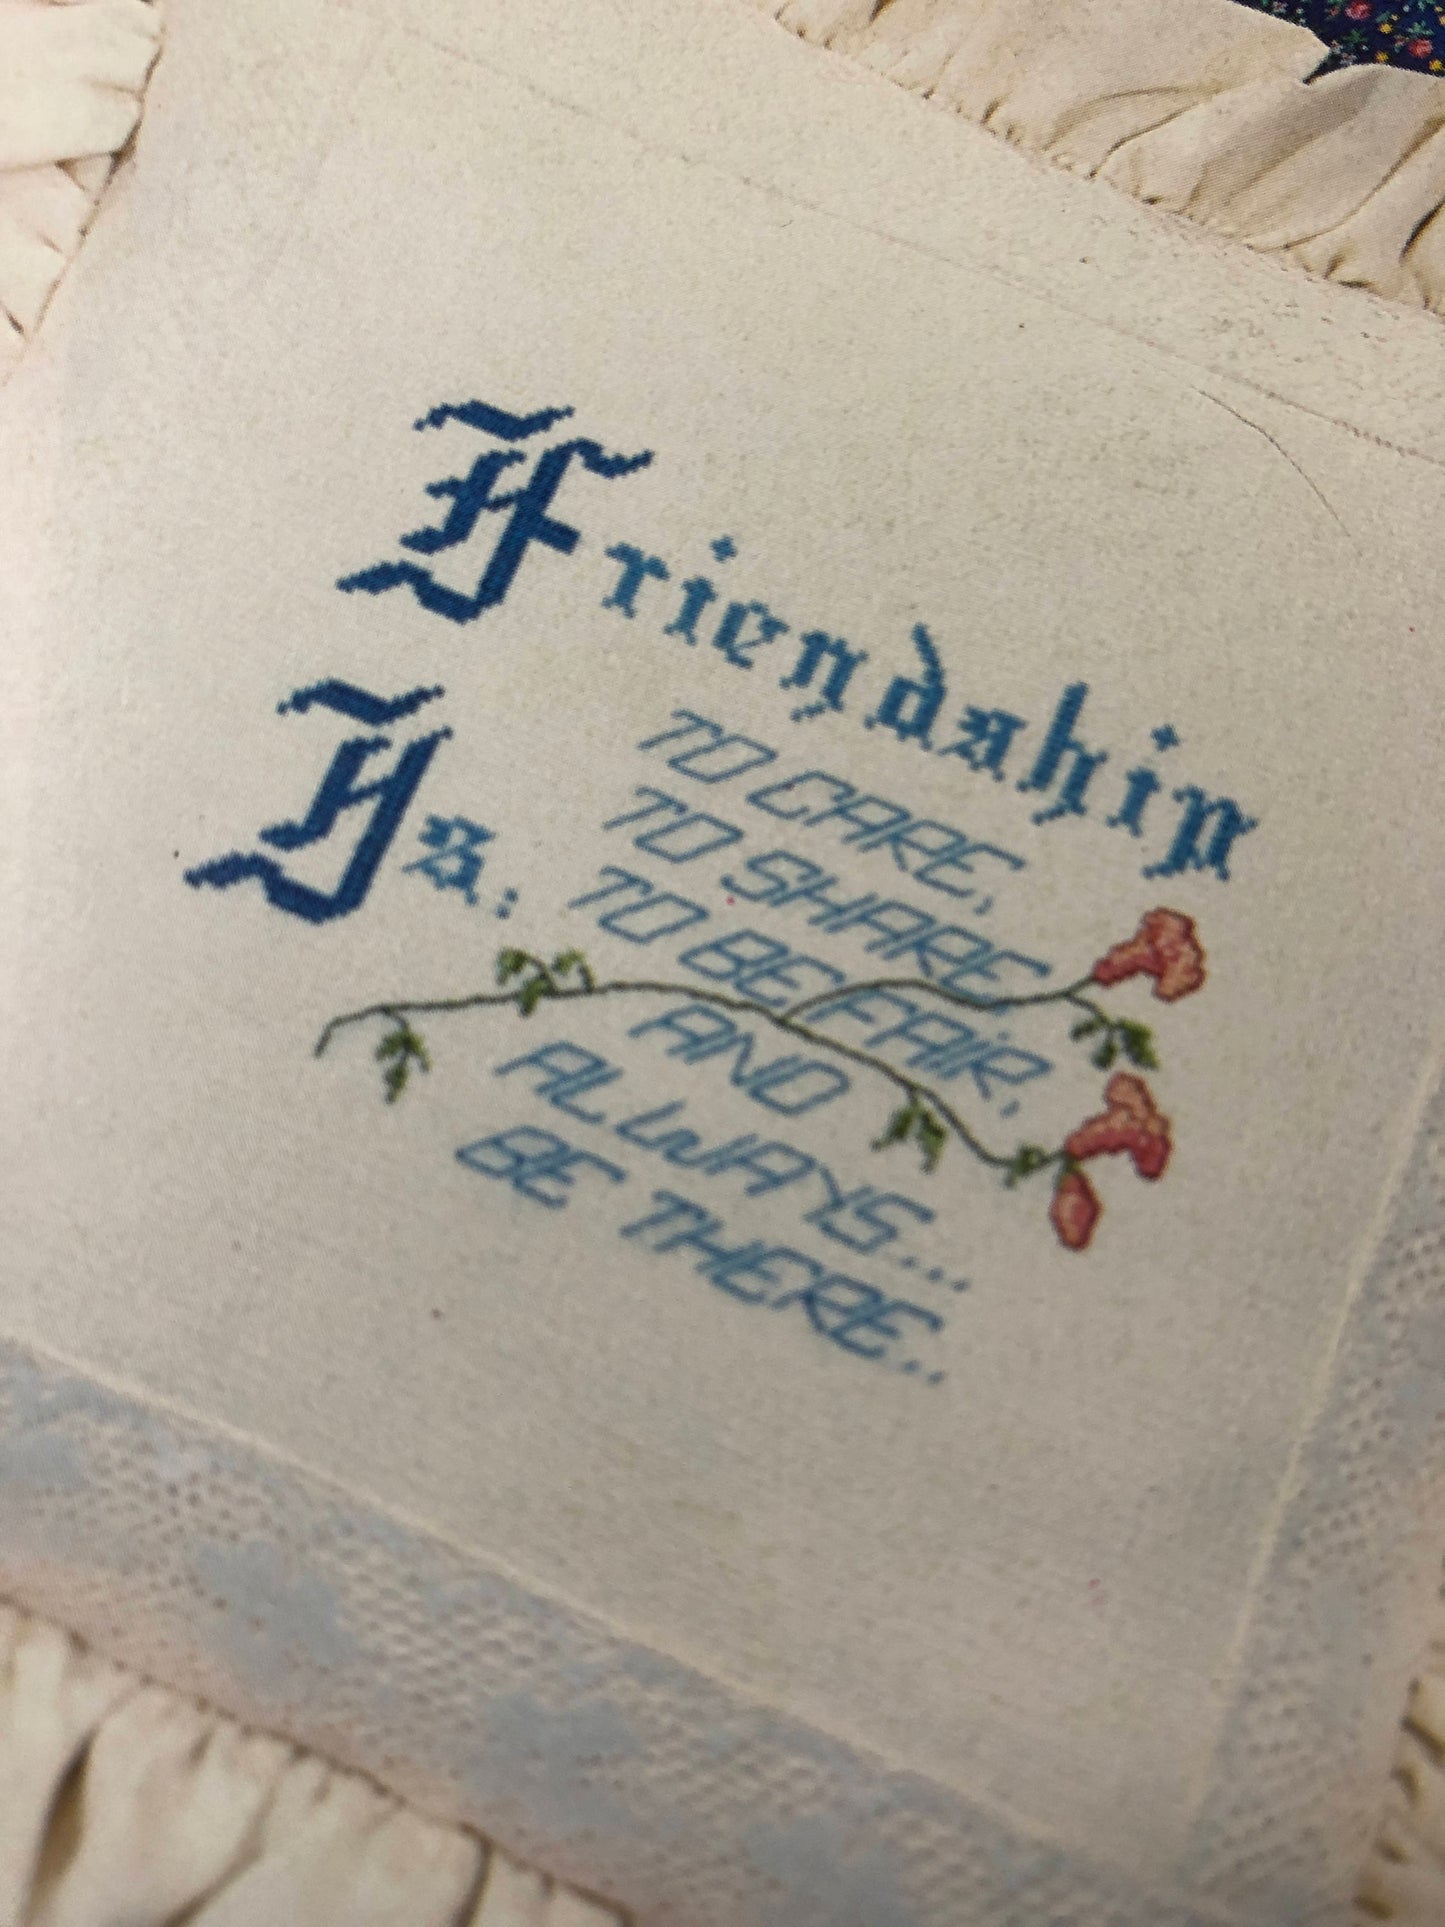 Friendship
Is:
TO CARE,
TO SHARE,
TO BE FAIR,
AND
ALWAYS...
BE THERE..